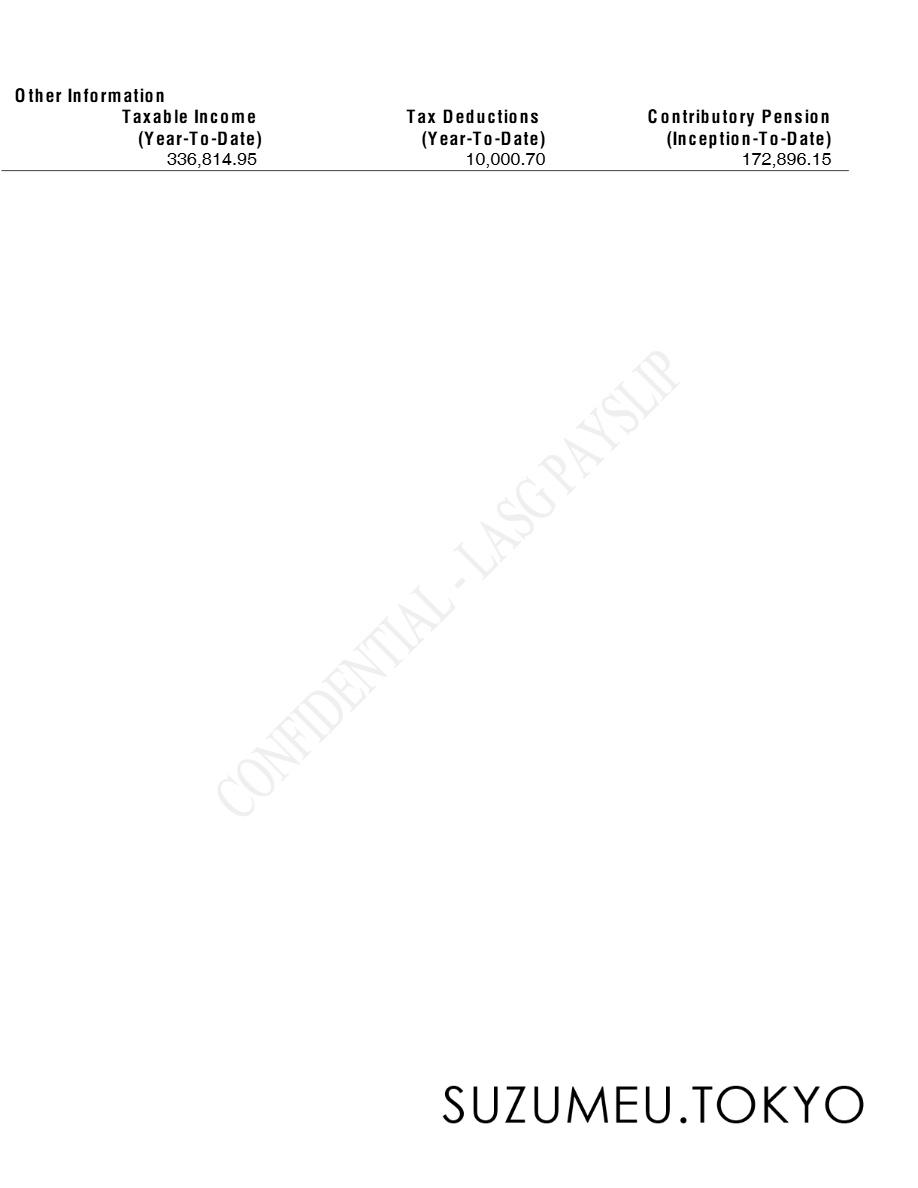 Other Information
Taxable Income Tax Deductions Contributory Pension
(Year-To-Date) (Year-To-Date) (Inception-To-Date)
336,814.95 10,000.70 172,896.15
CONFIDENTIAL - LASG PAYSLIP
SUZUMEU.TOKYO